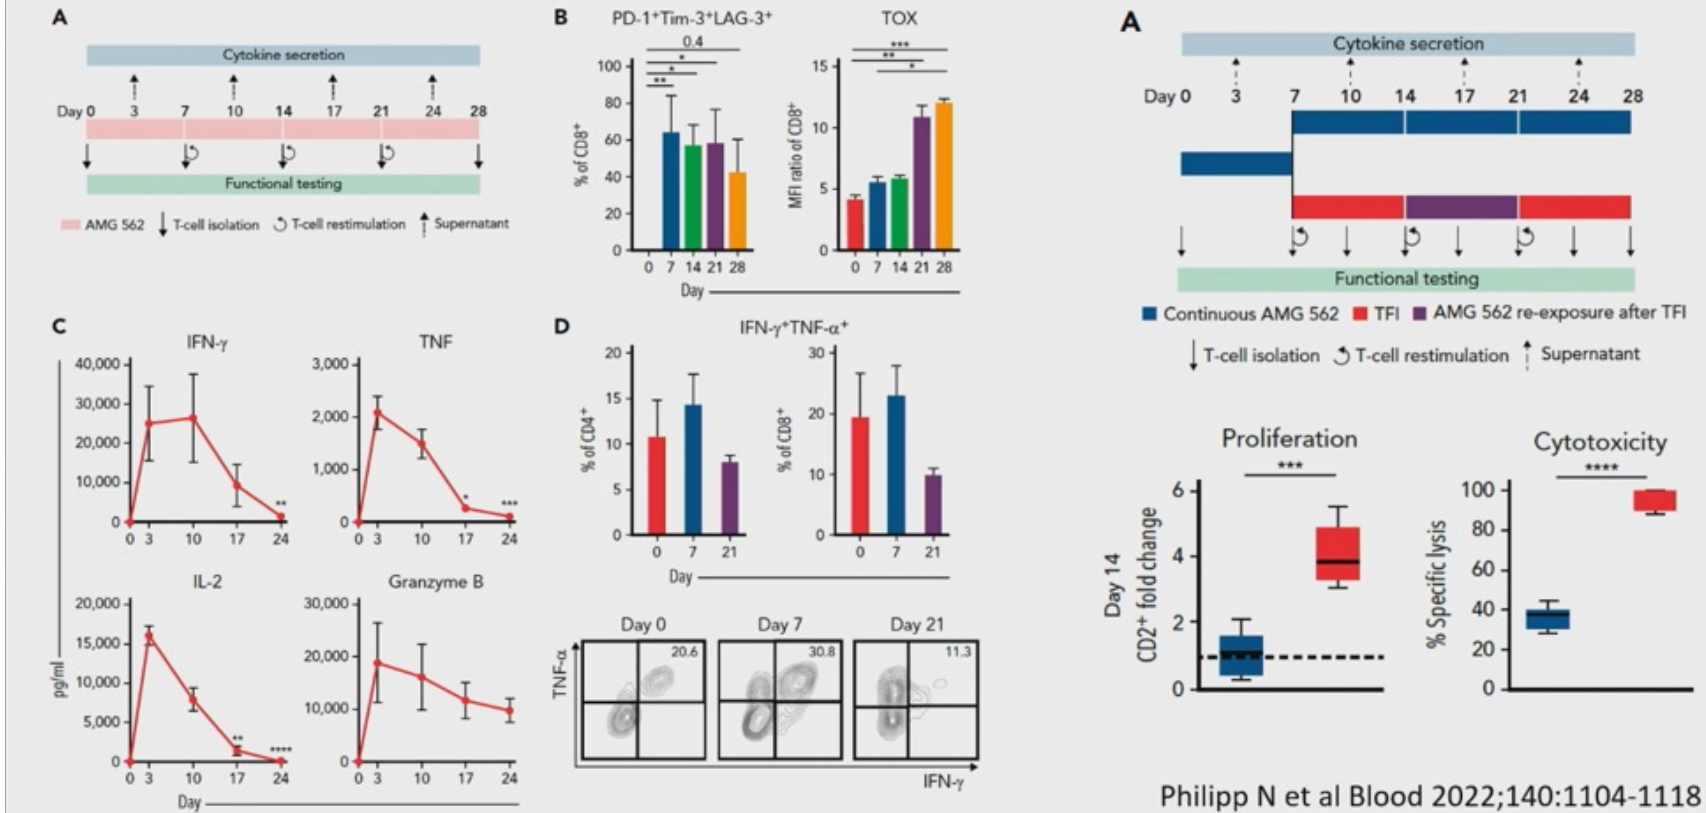 A
Cytokine secretion
Day 0 3 7 10 14 17 21 24 28
Functional testing
AMG 562 T-cell isolation T-cell restimulation Supernatant
B
PD-1+Tim-3+LAG-3+
0.4
*
*
**
% of CD8+
100
80
60
40
20
0
0 7 14 21 28
TOX
***
**
*
MFI ratio of CD8+
15
10
5
0
0 7 14 21 28
Day
C
pg/ml
IFN-γ
40,000
30,000
20,000
10,000
0
**
0 3 10 17 24
TNF
3,000
2,000
1,000
0
* ***
0 3 10 17 24
IL-2
20,000
15,000
10,000
5,000
0
** ****
0 3 10 17 24
Granzyme B
30,000
20,000
10,000
0
0 3 10 17 24
Day
D
IFN-γ+TNF-α+
% of CD4+
20
15
10
5
0
0 7 21
% of CD8+
30
20
10
0
0 7 21
Day
Day 0 Day 7 Day 21
20.6 30.8 11.3
TNF-α
IFN-γ
A
Cytokine secretion
Day 0 3 7 10 14 17 21 24 28
Functional testing
Continuous AMG 562 TFI AMG 562 re-exposure after TFI
T-cell isolation T-cell restimulation Supernatant
Proliferation
***
Day 14
CD2+ fold change
6
4
2
0
Cytotoxicity
****
% Specific lysis
100
80
60
40
20
0
Philipp N et al Blood 2022;140:1104-1118